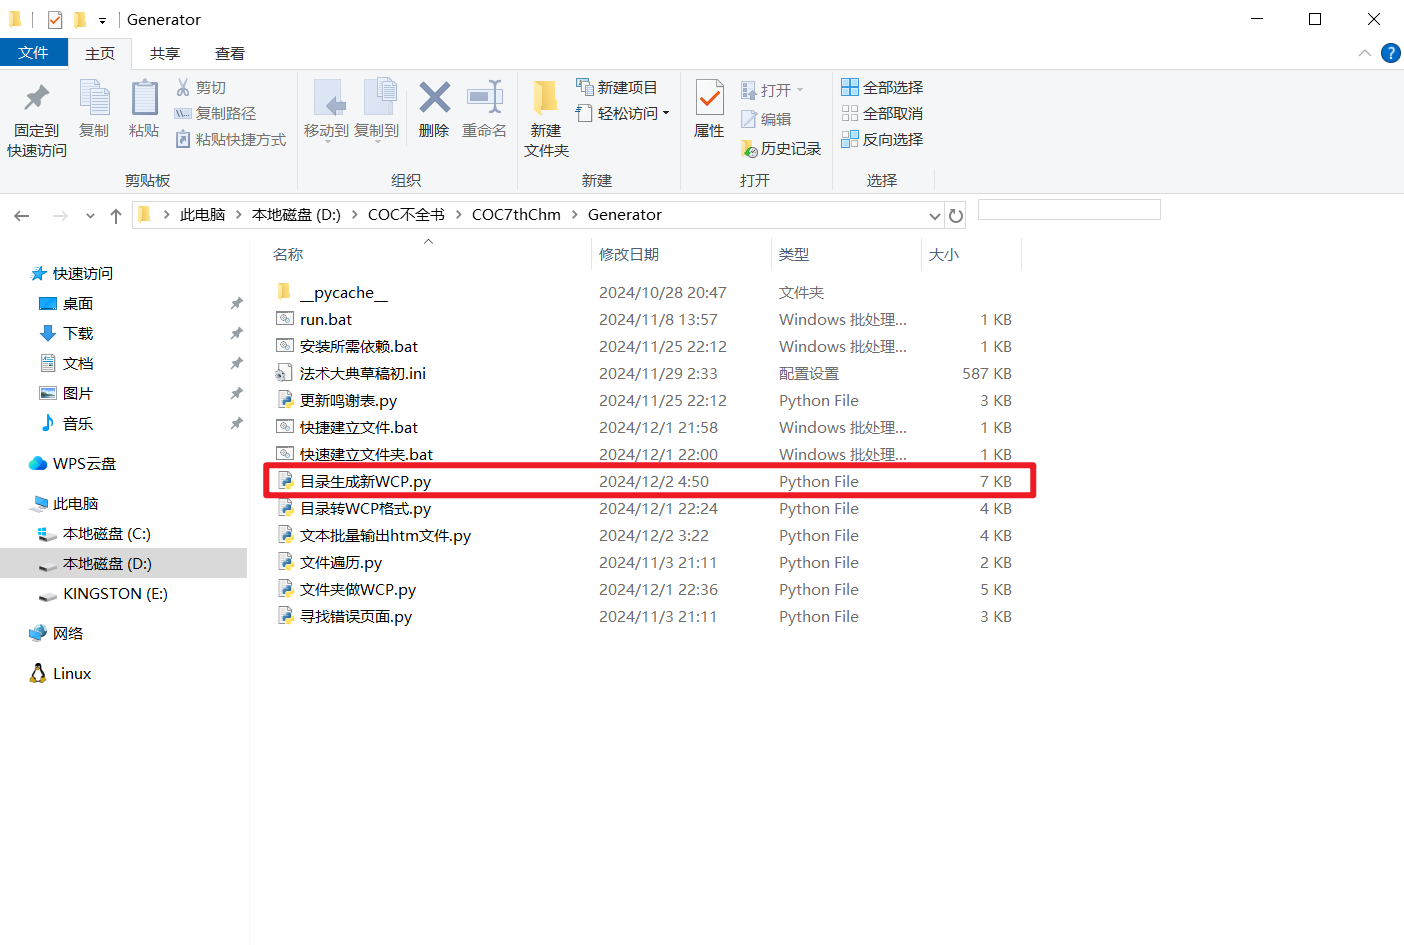 Generator
文件 主页 共享 查看
固定到快速访问 复制 粘贴 剪切 复制路径 粘贴快捷方式
剪贴板
移动到 复制到 删除 重命名
组织
新建文件夹 新建项目 轻松访问
新建
属性 打开 编辑 历史记录
打开
全部选择 全部取消 反向选择
选择
此电脑 本地磁盘 (D:) COC不全书 COC7thChm Generator
快速访问
桌面
下载
文档
图片
音乐
WPS云盘
此电脑
本地磁盘 (C:)
本地磁盘 (D:)
KINGSTON (E:)
网络
Linux
名称 修改日期 类型 大小
__pycache__ 2024/10/28 20:47 文件夹
run.bat 2024/11/8 13:57 Windows 批处理... 1 KB
安装所需依赖.bat 2024/11/25 22:12 Windows 批处理... 1 KB
法术大典草稿初.ini 2024/11/29 2:33 配置设置 587 KB
更新鸣谢表.py 2024/11/25 22:12 Python File 3 KB
快捷建立文件.bat 2024/12/1 21:58 Windows 批处理... 1 KB
快速建立文件夹.bat 2024/12/1 22:00 Windows 批处理... 1 KB
目录生成新WCP.py 2024/12/2 4:50 Python File 7 KB
目录转WCP格式.py 2024/12/1 22:24 Python File 4 KB
文本批量输出htm文件.py 2024/12/2 3:22 Python File 4 KB
文件遍历.py 2024/11/3 21:11 Python File 2 KB
文件夹做WCP.py 2024/12/1 22:36 Python File 5 KB
寻找错误页面.py 2024/11/3 21:11 Python File 3 KB